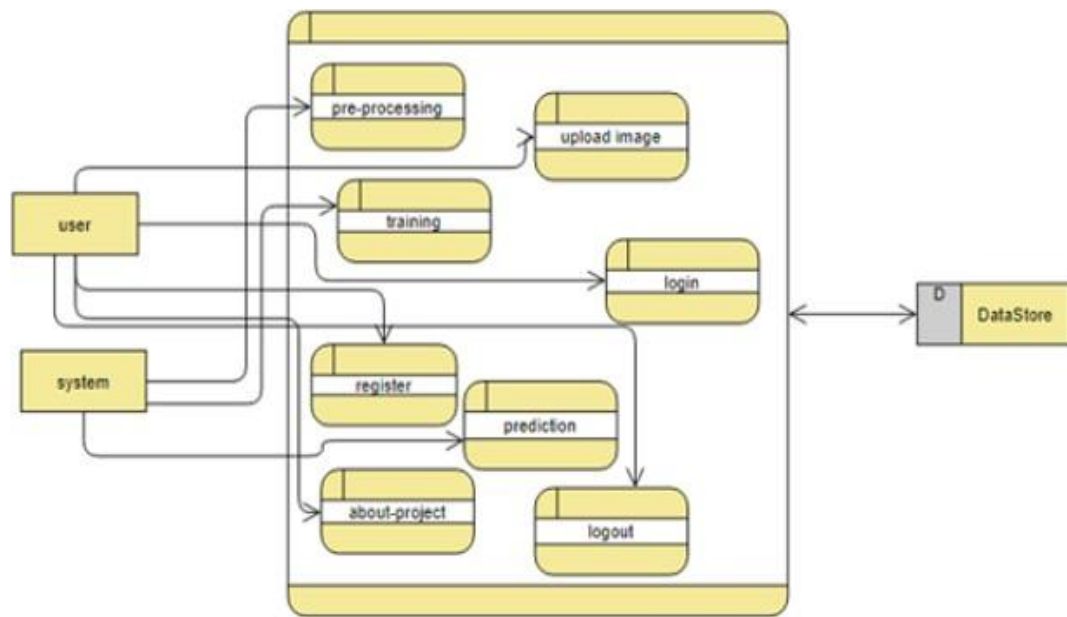 pre-processing
upload image
user
training
login
D
DataStore
system
register
prediction
about-project
logout